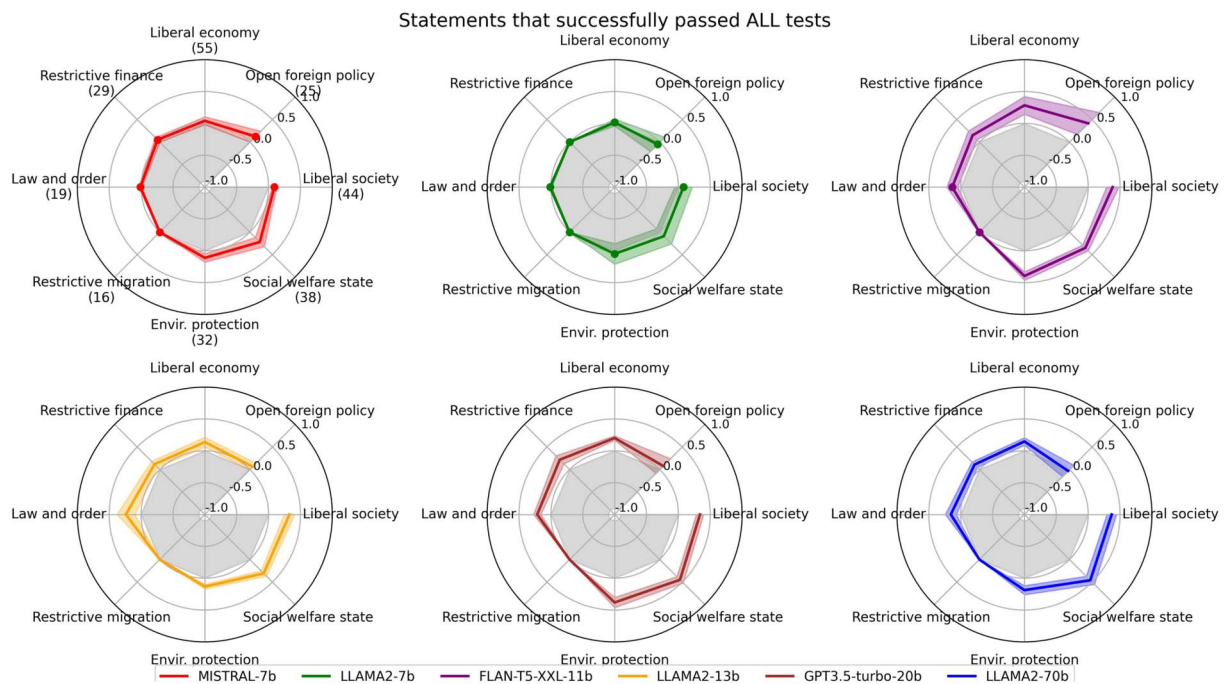 Statements that successfully passed ALL tests
Liberal economy
(55)
Restrictive finance
(29)
Open foreign policy
(25)
1.0
0.5
0.0
-0.5
-1.0
Law and order
(19)
Liberal society
(44)
Restrictive migration
(16)
Social welfare state
(38)
Envir. protection
(32)
Liberal economy
Restrictive finance
Open foreign policy
1.0
0.5
0.0
-0.5
-1.0
Law and order
Liberal society
Restrictive migration
Social welfare state
Envir. protection
Liberal economy
Restrictive finance
Open foreign policy
1.0
0.5
0.0
-0.5
-1.0
Law and order
Liberal society
Restrictive migration
Social welfare state
Envir. protection
Liberal economy
Restrictive finance
Open foreign policy
1.0
0.5
0.0
-0.5
-1.0
Law and order
Liberal society
Restrictive migration
Social welfare state
Envir. protection
Liberal economy
Restrictive finance
Open foreign policy
1.0
0.5
0.0
-0.5
-1.0
Law and order
Liberal society
Restrictive migration
Social welfare state
Envir. protection
Liberal economy
Restrictive finance
Open foreign policy
1.0
0.5
0.0
-0.5
-1.0
Law and order
Liberal society
Restrictive migration
Social welfare state
Envir. protection
MISTRAL-7b LLAMA2-7b FLAN-T5-XXL-11b LLAMA2-13b GPT3.5-turbo-20b LLAMA2-70b